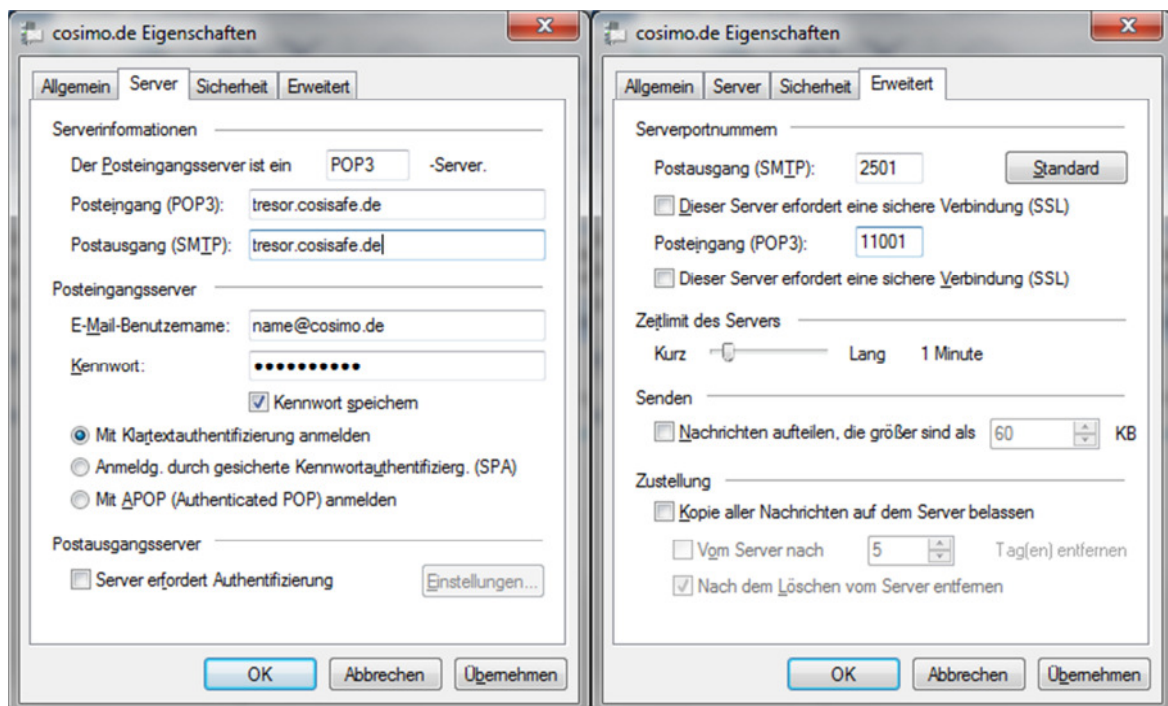 cosimo.de Eigenschaften
Allgemein Server Sicherheit Erweitert
Serverinformationen
Der Posteingangsserver ist ein POP3 -Server.
Posteingang (POP3): tresor.cosisafe.de
Postausgang (SMTP): tresor.cosisafe.de
Posteingangsserver
E-Mail-Benutzername: name@cosimo.de
Kennwort: ●●●●●●●●●●
Kennwort speichern
Mit Klartextauthentifizierung anmelden
Anmeldg. durch gesicherte Kennwortauthentifizierg. (SPA)
Mit APOP (Authenticated POP) anmelden
Postausgangsserver
Server erfordert Authentifizierung Einstellungen...
OK Abbrechen Übernehmen
cosimo.de Eigenschaften
Allgemein Server Sicherheit Erweitert
Serverportnummern
Postausgang (SMTP): 2501 Standard
Dieser Server erfordert eine sichere Verbindung (SSL)
Posteingang (POP3): 11001
Dieser Server erfordert eine sichere Verbindung (SSL)
Zeitlimit des Servers
Kurz Lang 1 Minute
Senden
Nachrichten aufteilen, die größer sind als 60 KB
Zustellung
Kopie aller Nachrichten auf dem Server belassen
Vom Server nach 5 Tag(en) entfernen
Nach dem Löschen vom Server entfernen
OK Abbrechen Übernehmen